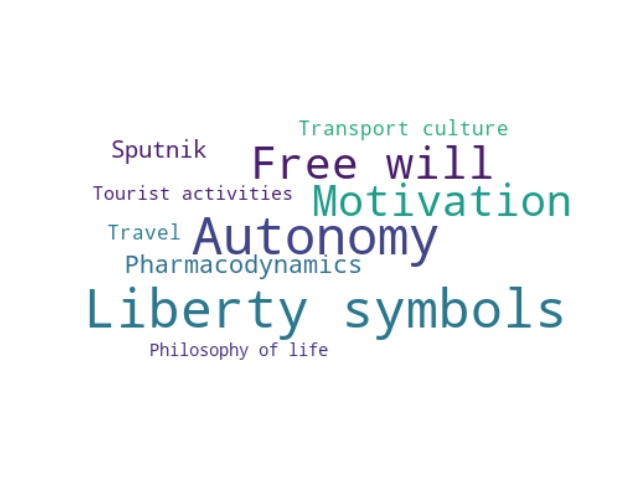 Transport culture
Sputnik
Free will
Tourist activities
Motivation
Travel
Autonomy
Pharmacodynamics
Liberty symbols
Philosophy of life